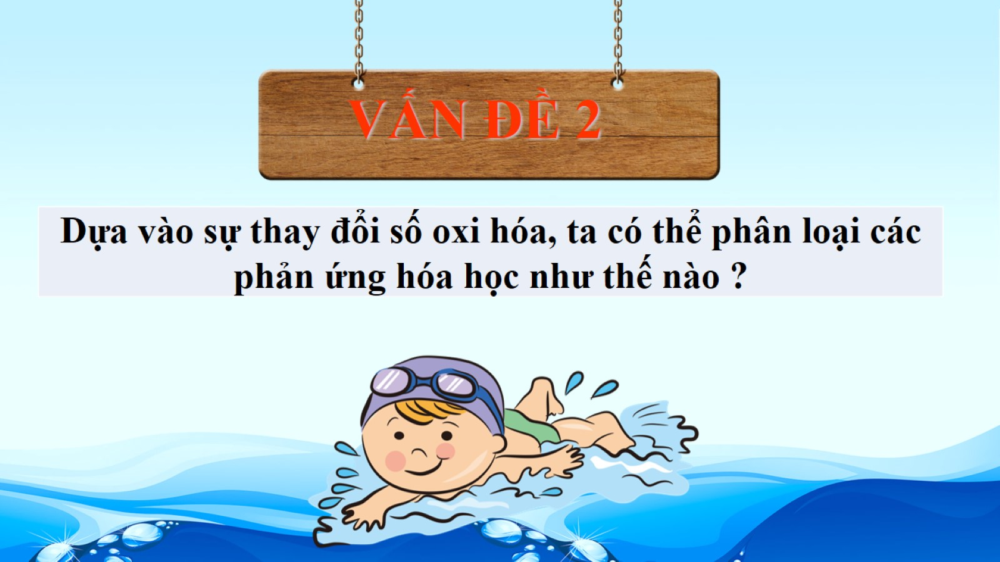 VẤN ĐỀ 2
Dựa vào sự thay đổi số oxi hóa, ta có thể phân loại các
phản ứng hóa học như thế nào ?